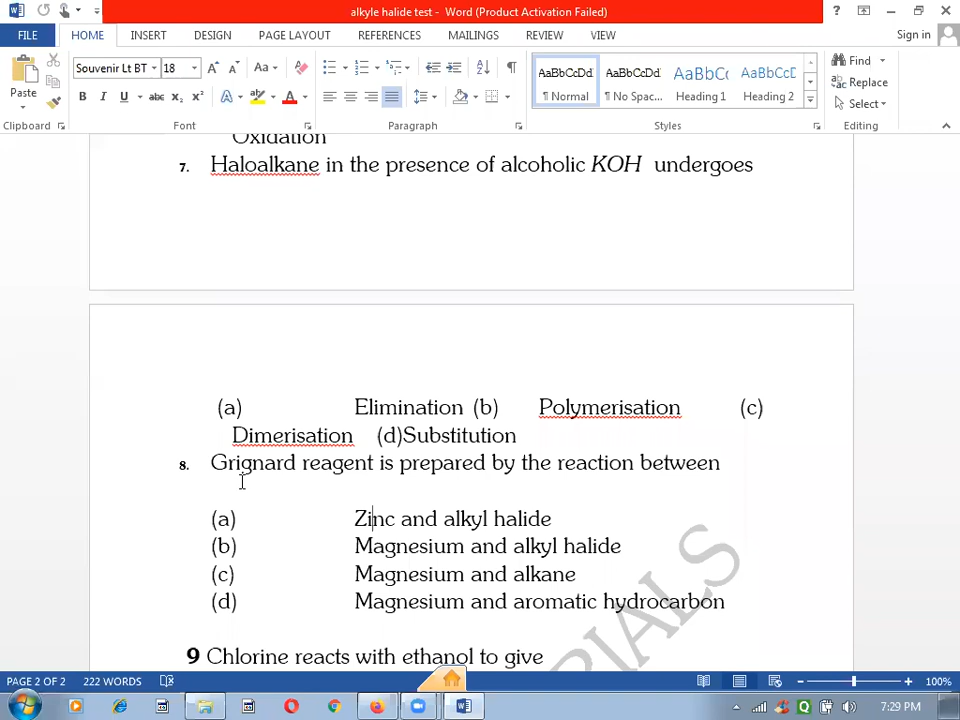 alkyle halide test - Word (Product Activation Failed)
FILE HOME INSERT DESIGN PAGE LAYOUT REFERENCES MAILINGS REVIEW VIEW Sign in
Souvenir Lt BT 18 Aa AaBbCcDd AaBbCcDd AaBbCc AaBbCcD Find
Replace
Paste B I U abc x₂ x² A A ¶ Normal ¶ No Spac... Heading 1 Heading 2 Select
Clipboard Font Paragraph Styles Editing
Oxidation
7. Haloalkane in the presence of alcoholic KOH undergoes
(a) Elimination (b) Polymerisation (c)
Dimerisation (d)Substitution
8. Grignard reagent is prepared by the reaction between
(a) Zinc and alkyl halide
(b) Magnesium and alkyl halide
(c) Magnesium and alkane
(d) Magnesium and aromatic hydrocarbon
RIALS
9 Chlorine reacts with ethanol to give
PAGE 2 OF 2 222 WORDS 100%
7:29 PM